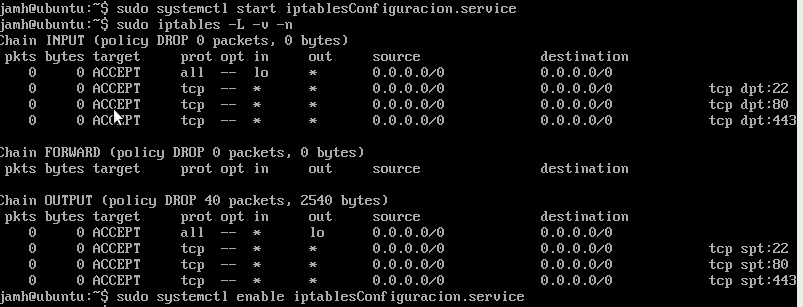 jamh@ubuntu:~$ sudo systemctl start iptablesConfiguracion.service
jamh@ubuntu:~$ sudo iptables -L -v -n
Chain INPUT (policy DROP 0 packets, 0 bytes)
pkts bytes target prot opt in out source destination
0 0 ACCEPT all -- lo * 0.0.0.0/0 0.0.0.0/0
0 0 ACCEPT tcp -- * * 0.0.0.0/0 0.0.0.0/0 tcp dpt:22
0 0 ACCEPT tcp -- * * 0.0.0.0/0 0.0.0.0/0 tcp dpt:80
0 0 ACCEPT tcp -- * * 0.0.0.0/0 0.0.0.0/0 tcp dpt:443
Chain FORWARD (policy DROP 0 packets, 0 bytes)
pkts bytes target prot opt in out source destination
Chain OUTPUT (policy DROP 40 packets, 2540 bytes)
pkts bytes target prot opt in out source destination
0 0 ACCEPT all -- * lo 0.0.0.0/0 0.0.0.0/0
0 0 ACCEPT tcp -- * * 0.0.0.0/0 0.0.0.0/0 tcp spt:22
0 0 ACCEPT tcp -- * * 0.0.0.0/0 0.0.0.0/0 tcp spt:80
0 0 ACCEPT tcp -- * * 0.0.0.0/0 0.0.0.0/0 tcp spt:443
jamh@ubuntu:~$ sudo systemctl enable iptablesConfiguracion.service